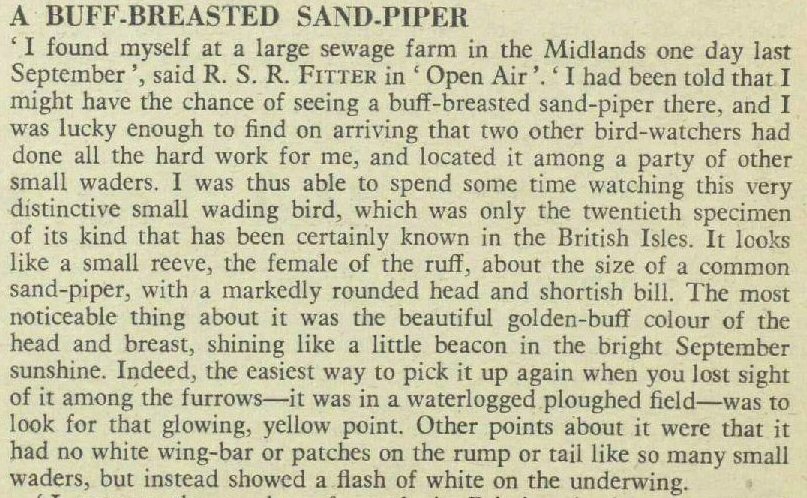 A BUFF-BREASTED SAND-PIPER
‘I found myself at a large sewage farm in the Midlands one day last
September’, said R. S. R. FITTER in ‘Open Air’. ‘I had been told that I
might have the chance of seeing a buff-breasted sand-piper there, and I
was lucky enough to find on arriving that two other bird-watchers had
done all the hard work for me, and located it among a party of other
small waders. I was thus able to spend some time watching this very
distinctive small wading bird, which was only the twentieth specimen
of its kind that has been certainly known in the British Isles. It looks
like a small reeve, the female of the ruff, about the size of a common
sand-piper, with a markedly rounded head and shortish bill. The most
noticeable thing about it was the beautiful golden-buff colour of the
head and breast, shining like a little beacon in the bright September
sunshine. Indeed, the easiest way to pick it up again when you lost sight
of it among the furrows—it was in a waterlogged ploughed field—was to
look for that glowing, yellow point. Other points about it were that it
had no white wing-bar or patches on the rump or tail like so many small
waders, but instead showed a flash of white on the underwing.